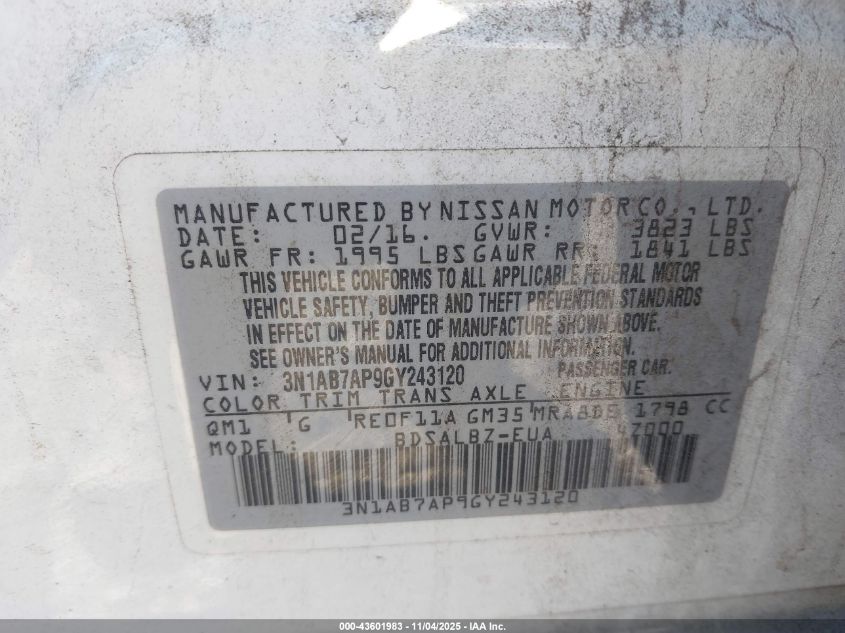 MANUFACTURED BY NISSAN MOTOR CO., LTD.
DATE: 02/16. GVWR: 3823 LBS
GAWR FR: 1995 LBS GAWR RR: 1841 LBS
THIS VEHICLE CONFORMS TO ALL APPLICABLE FEDERAL MOTOR
VEHICLE SAFETY, BUMPER AND THEFT PREVENTION STANDARDS
IN EFFECT ON THE DATE OF MANUFACTURE SHOWN ABOVE.
SEE OWNER'S MANUAL FOR ADDITIONAL INFORMATION.
VIN: 3N1AB7AP9GY243120 PASSENGER CAR.
COLOR TRIM TRANS AXLE ENGINE
QM1 G RE0F11A GM35 MRA8DE 1798 CC
MODEL: BDSALBZ-EUA 4Z000
3N1AB7AP9GY243120
000-43601983 - 11/04/2025 - IAA Inc.